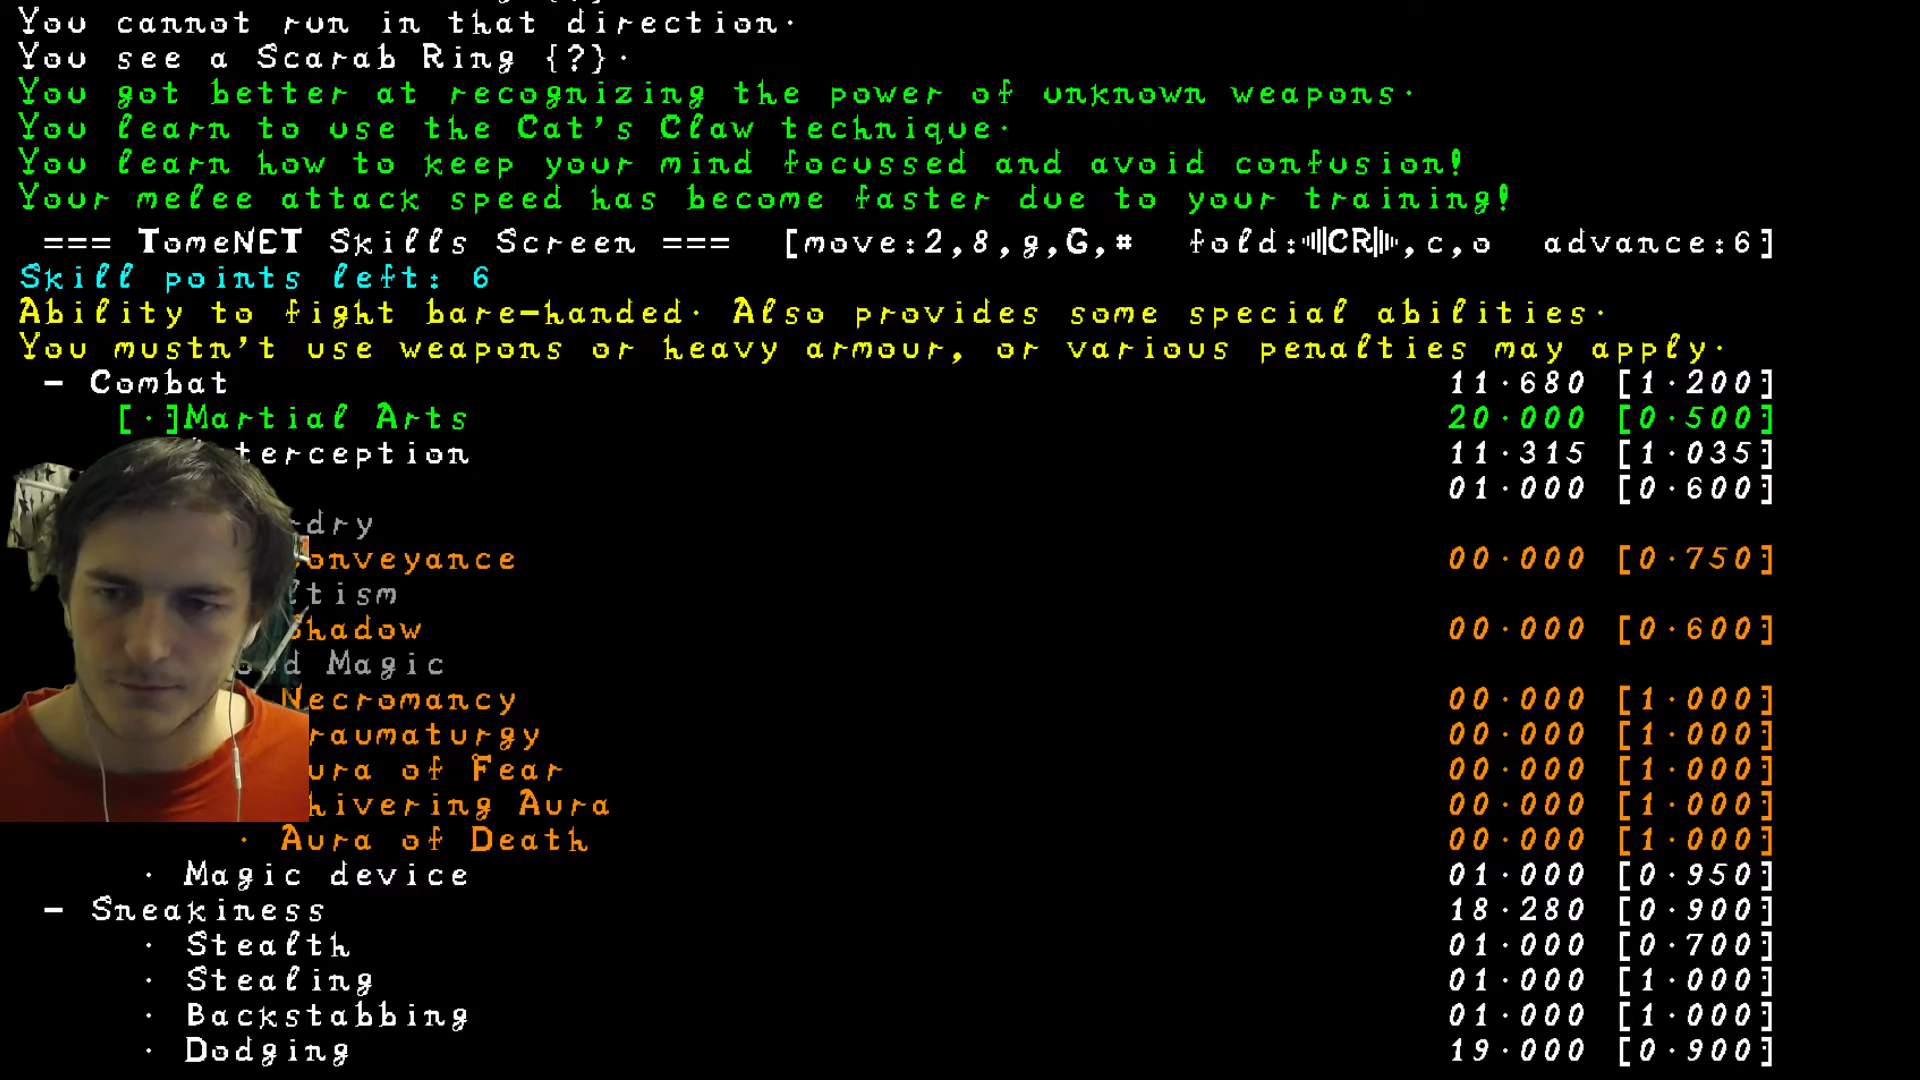 You cannot run in that direction.
You see a Scarab Ring {?}.
You got better at recognizing the power of unknown weapons.
You learn to use the Cat's Claw technique.
You learn how to keep your mind focussed and avoid confusion!
Your melee attack speed has become faster due to your training!
=== TomeNET Skills Screen === [move:2,8,g,G,# fold:<CR>,c,o advance:6]
Skill points left: 6
Ability to fight bare-handed. Also provides some special abilities.
You mustn't use weapons or heavy armour, or various penalties may apply.
- Combat 11.680 [1.200]
[.]Martial Arts 20.000 [0.500]
terception 11.315 [1.035]
01.000 [0.600]
dry
Conveyance 00.000 [0.750]
ltism
Shadow 00.000 [0.600]
Magic
Necromancy 00.000 [1.000]
raumaturgy 00.000 [1.000]
ura of Fear 00.000 [1.000]
hivering Aura 00.000 [1.000]
. Aura of Death 00.000 [1.000]
. Magic device 01.000 [0.950]
- Sneakiness 18.280 [0.900]
. Stealth 01.000 [0.700]
. Stealing 01.000 [1.000]
. Backstabbing 01.000 [1.000]
. Dodging 19.000 [0.900]